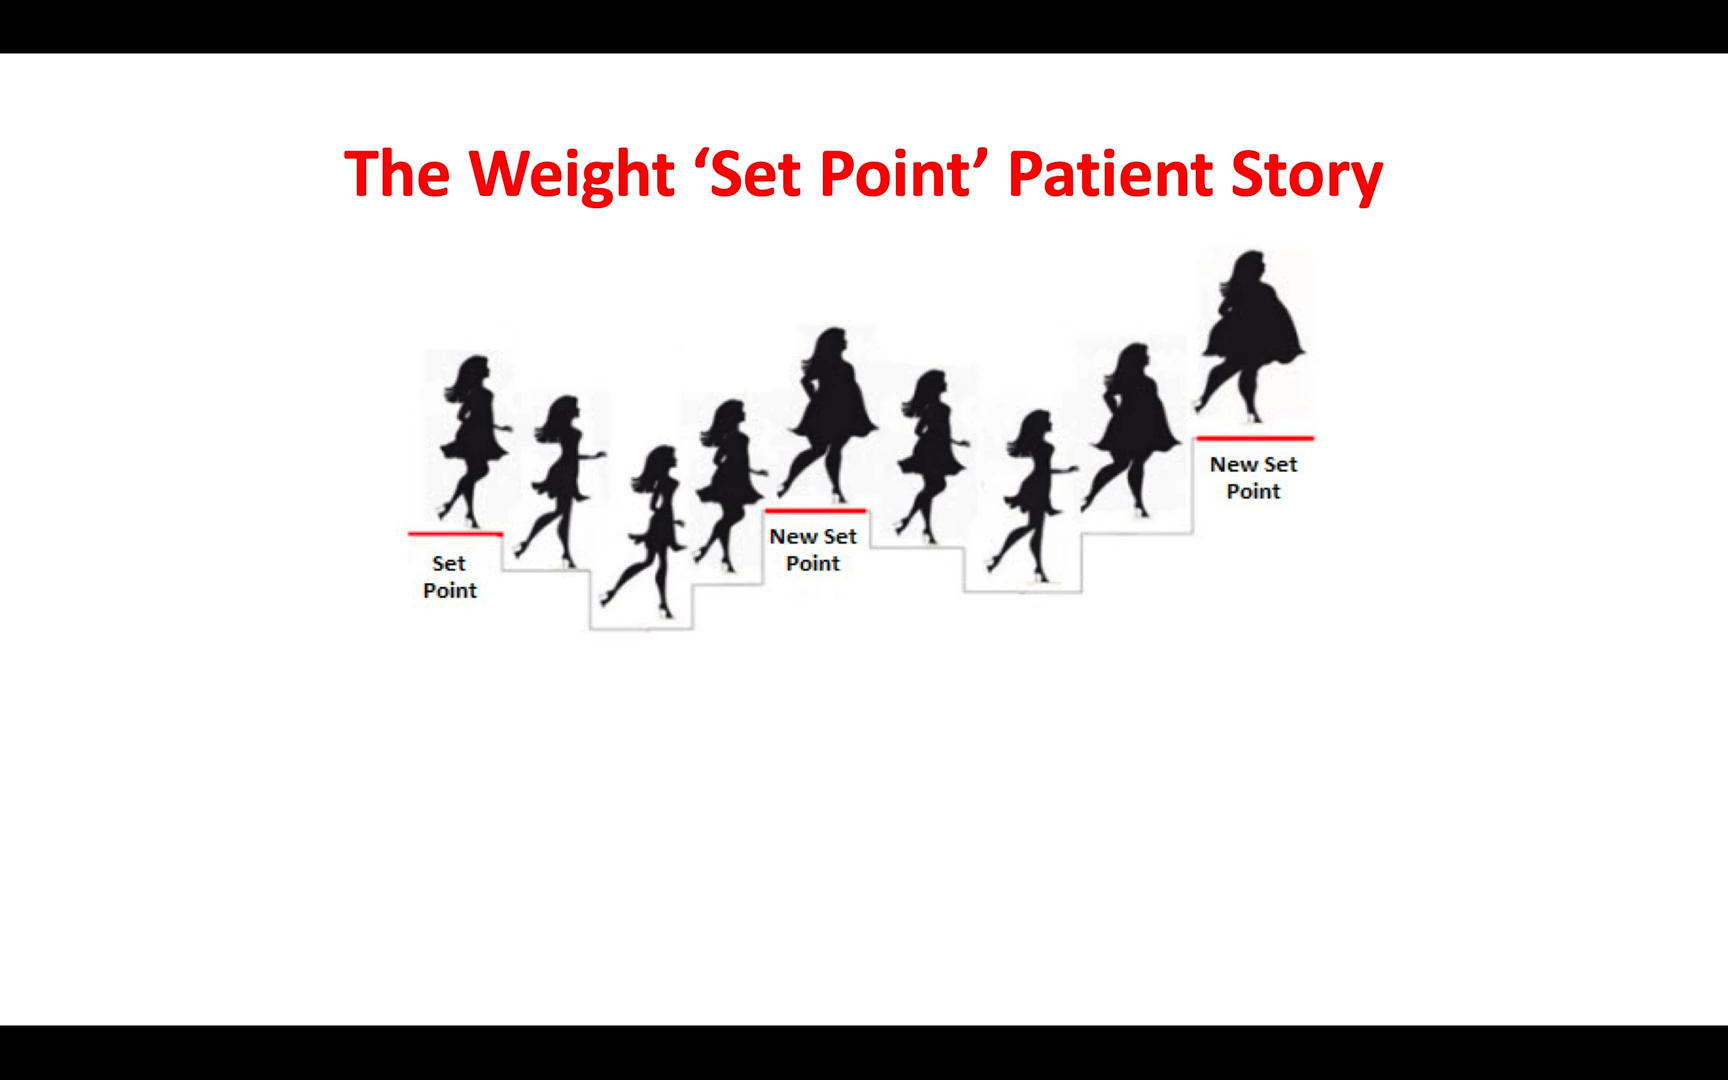 The Weight ‘Set Point’ Patient Story
Set
Point
New Set
Point
New Set
Point